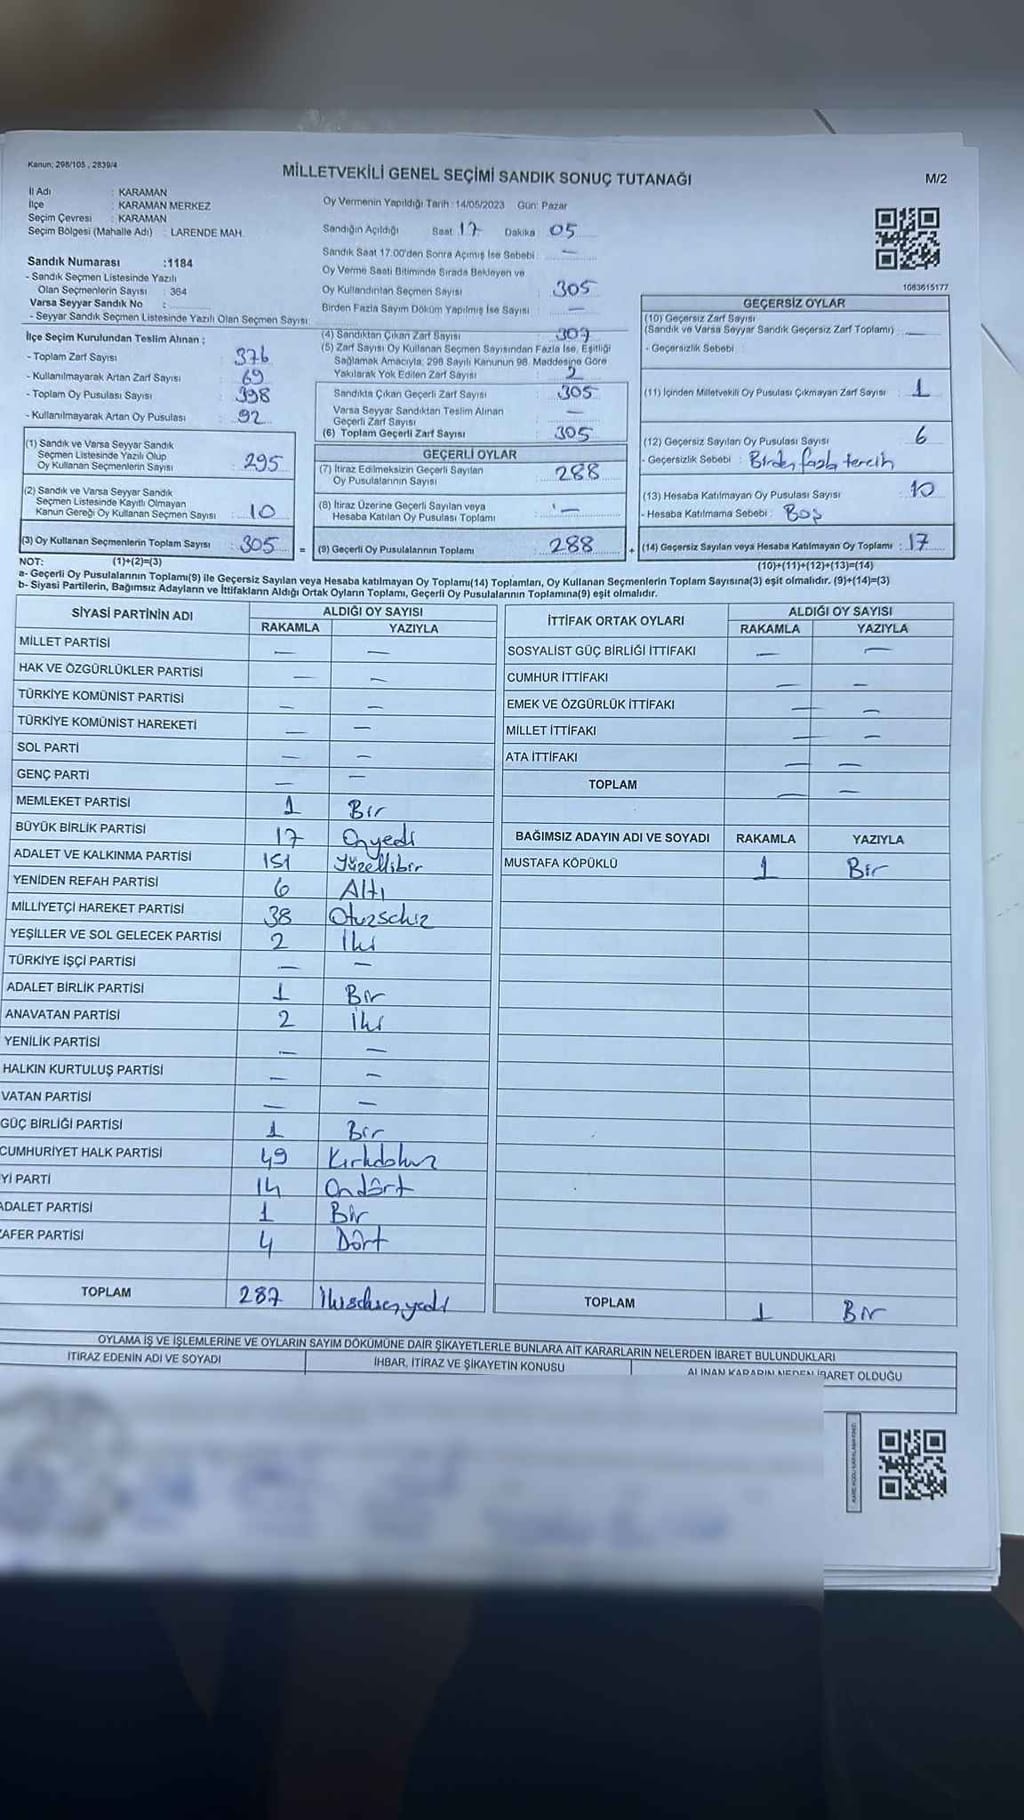 Kanun: 298/105 , 2839/4
MİLLETVEKİLİ GENEL SEÇİMİ SANDIK SONUÇ TUTANAĞI
M/2
İl Adı : KARAMAN
İlçe : KARAMAN MERKEZ
Seçim Çevresi : KARAMAN
Seçim Bölgesi (Mahalle Adı) : LARENDE MAH.
Sandık Numarası :1184
- Sandık Seçmen Listesinde Yazılı
Olan Seçmenlerin Sayısı : 364
Varsa Seyyar Sandık No :
- Seyyar Sandık Seçmen Listesinde Yazılı Olan Seçmen Sayısı:
İlçe Seçim Kurulundan Teslim Alınan ;
- Toplam Zarf Sayısı : 376
- Kullanılmayarak Artan Zarf Sayısı : 69
- Toplam Oy Pusulası Sayısı : 398
- Kullanılmayarak Artan Oy Pusulası : 92
(1) Sandık ve Varsa Seyyar Sandık
Seçmen Listesinde Yazılı Olup
Oy Kullanan Seçmenlerin Sayısı : 295
(2) Sandık ve Varsa Seyyar Sandık
Seçmen Listesinde Kayıtlı Olmayan
Kanun Gereği Oy Kullanan Seçmen Sayısı : 10
(3) Oy Kullanan Seçmenlerin Toplam Sayısı : 305 =
Oy Vermenin Yapıldığı Tarih :14/05/2023 Gün: Pazar
Sandığın Açıldığı Saat 17 Dakika 05
Sandık Saat 17.00'den Sonra Açılmış İse Sebebi : —
Oy Verme Saati Bitiminde Sırada Bekleyen ve
Oy Kullandırılan Seçmen Sayısı : 305
Birden Fazla Sayım Döküm Yapılmış İse Sayısı : —
(4) Sandıktan Çıkan Zarf Sayısı : 307
(5) Zarf Sayısı Oy Kullanan Seçmen Sayısından Fazla İse, Eşitliği
Sağlamak Amacıyla, 298 Sayılı Kanunun 98. Maddesine Göre
Yakılarak Yok Edilen Zarf Sayısı : 2
Sandıkta Çıkan Geçerli Zarf Sayısı : 305
Varsa Seyyar Sandıktan Teslim Alınan
Geçerli Zarf Sayısı : —
(6) Toplam Geçerli Zarf Sayısı : 305
GEÇERLİ OYLAR
(7) İtiraz Edilmeksizin Geçerli Sayılan
Oy Pusulalarının Sayısı : 288
(8) İtiraz Üzerine Geçerli Sayılan veya
Hesaba Katılan Oy Pusulası Toplamı : —
(9) Geçerli Oy Pusulalarının Toplamı : 288 +
1083615177
GEÇERSİZ OYLAR
(10) Geçersiz Zarf Sayısı
(Sandık ve Varsa Seyyar Sandık Geçersiz Zarf Toplamı) : —
- Geçersizlik Sebebi :
(11) İçinden Milletvekili Oy Pusulası Çıkmayan Zarf Sayısı : 1
(12) Geçersiz Sayılan Oy Pusulası Sayısı : 6
- Geçersizlik Sebebi : Birden fazla tercih
(13) Hesaba Katılmayan Oy Pusulası Sayısı : 10
- Hesaba Katılmama Sebebi : Boş
(14) Geçersiz Sayılan veya Hesaba Katılmayan Oy Toplamı : 17
NOT: (1)+(2)=(3)
(10)+(11)+(12)+(13)=(14)
a- Geçerli Oy Pusulalarının Toplamı(9) ile Geçersiz Sayılan veya Hesaba katılmayan Oy Toplamı(14) Toplamları, Oy Kullanan Seçmenlerin Toplam Sayısına(3) eşit olmalıdır. (9)+(14)=(3)
b- Siyasi Partilerin, Bağımsız Adayların ve İttifakların Aldığı Ortak Oyların Toplamı, Geçerli Oy Pusulalarının Toplamına(9) eşit olmalıdır.
SİYASİ PARTİNİN ADI ALDIĞI OY SAYISI
RAKAMLA YAZIYLA
MİLLET PARTİSİ — —
HAK VE ÖZGÜRLÜKLER PARTİSİ — —
TÜRKİYE KOMÜNİST PARTİSİ — —
TÜRKİYE KOMÜNİST HAREKETİ — —
SOL PARTİ — —
GENÇ PARTİ — —
MEMLEKET PARTİSİ 1 Bir
BÜYÜK BİRLİK PARTİSİ 17 Onyedi
ADALET VE KALKINMA PARTİSİ 151 Yüzellibir
YENİDEN REFAH PARTİSİ 6 Altı
MİLLİYETÇİ HAREKET PARTİSİ 38 Otuzsekiz
YEŞİLLER VE SOL GELECEK PARTİSİ 2 İki
TÜRKİYE İŞÇİ PARTİSİ — —
ADALET BİRLİK PARTİSİ 1 Bir
ANAVATAN PARTİSİ 2 İki
YENİLİK PARTİSİ — —
HALKIN KURTULUŞ PARTİSİ — —
VATAN PARTİSİ — —
GÜÇ BİRLİĞİ PARTİSİ 1 Bir
CUMHURİYET HALK PARTİSİ 49 Kırkdokuz
Yİ PARTİ 14 Ondört
ADALET PARTİSİ 1 Bir
ZAFER PARTİSİ 4 Dört
TOPLAM 287 İkiseksenyedi
İTTİFAK ORTAK OYLARI ALDIĞI OY SAYISI
RAKAMLA YAZIYLA
SOSYALİST GÜÇ BİRLİĞİ İTTİFAKI — —
CUMHUR İTTİFAKI — —
EMEK VE ÖZGÜRLÜK İTTİFAKI — —
MİLLET İTTİFAKI — —
ATA İTTİFAKI — —
TOPLAM — —
BAĞIMSIZ ADAYIN ADI VE SOYADI RAKAMLA YAZIYLA
MUSTAFA KÖPÜKLÜ 1 Bir
TOPLAM 1 Bir
OYLAMA İŞ VE İŞLEMLERİNE VE OYLARIN SAYIM DÖKÜMÜNE DAİR ŞİKAYETLERLE BUNLARA AİT KARARLARIN NELERDEN İBARET BULUNDUKLARI
İTİRAZ EDENİN ADI VE SOYADI İHBAR, İTİRAZ VE ŞİKAYETİN KONUSU ALINAN KARARIN NEDEN İBARET OLDUĞU